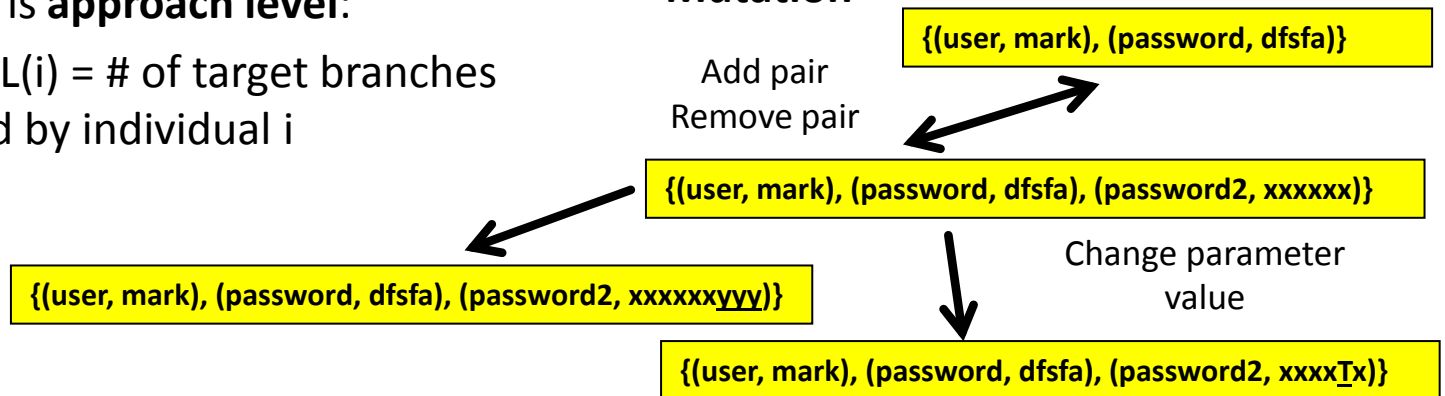 is approach level:
L(i) = # of target branches
d by individual i
Mutation
Add pair
Remove pair
{(user, mark), (password, dfsfa)}
{(user, mark), (password, dfsfa), (password2, xxxxxx)}
Change parameter
value
{(user, mark), (password, dfsfa), (password2, xxxxxxyyy)}
{(user, mark), (password, dfsfa), (password2, xxxxTx)}